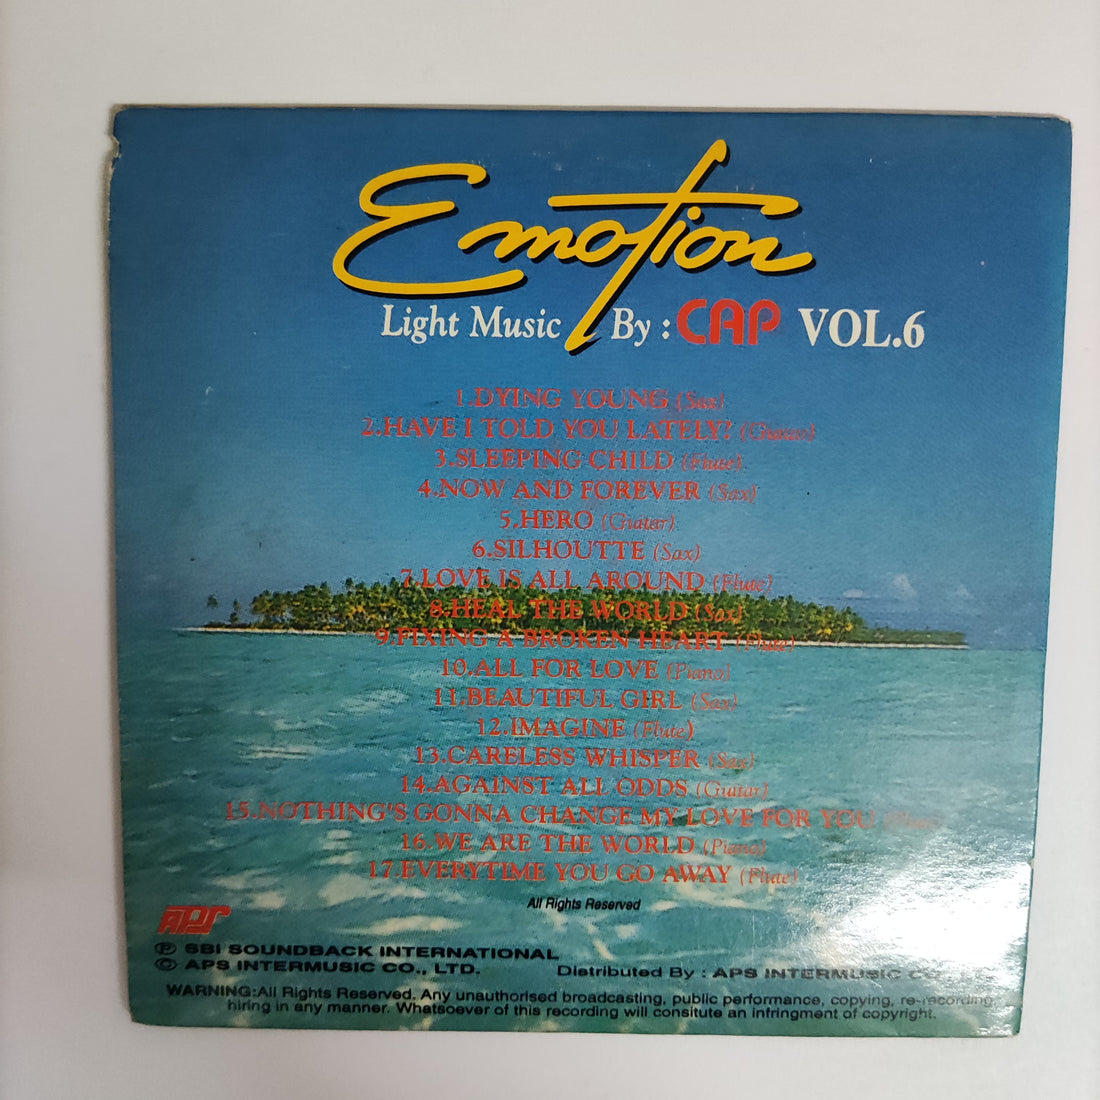 Emotion
Light Music By : CAP VOL.6
1.DYING YOUNG (Sax)
2.HAVE I TOLD YOU LATELY? (Guitar)
3.SLEEPING CHILD (Flute)
4.NOW AND FOREVER (Sax)
5.HERO (Guitar)
6.SILHOUTTE (Sax)
7.LOVE IS ALL AROUND (Flute)
8.HEAL THE WORLD (Sax)
9.FIXING A BROKEN HEART (Flute)
10.ALL FOR LOVE (Piano)
11.BEAUTIFUL GIRL (Sax)
12.IMAGINE (Flute)
13.CARELESS WHISPER (Sax)
14.AGAINST ALL ODDS (Guitar)
15.NOTHING'S GONNA CHANGE MY LOVE FOR YOU
16.WE ARE THE WORLD (Piano)
17.EVERYTIME YOU GO AWAY (Flute)
All Rights Reserved
APS
Ⓟ SBI SOUNDBACK INTERNATIONAL
© APS INTERMUSIC CO., LTD.
Distributed By : APS INTERMUSIC CO
WARNING:All Rights Reserved. Any unauthorised broadcasting, public performance, copying, re-recording,
hiring in any manner. Whatsoever of this recording will consitute an infringment of copyright.